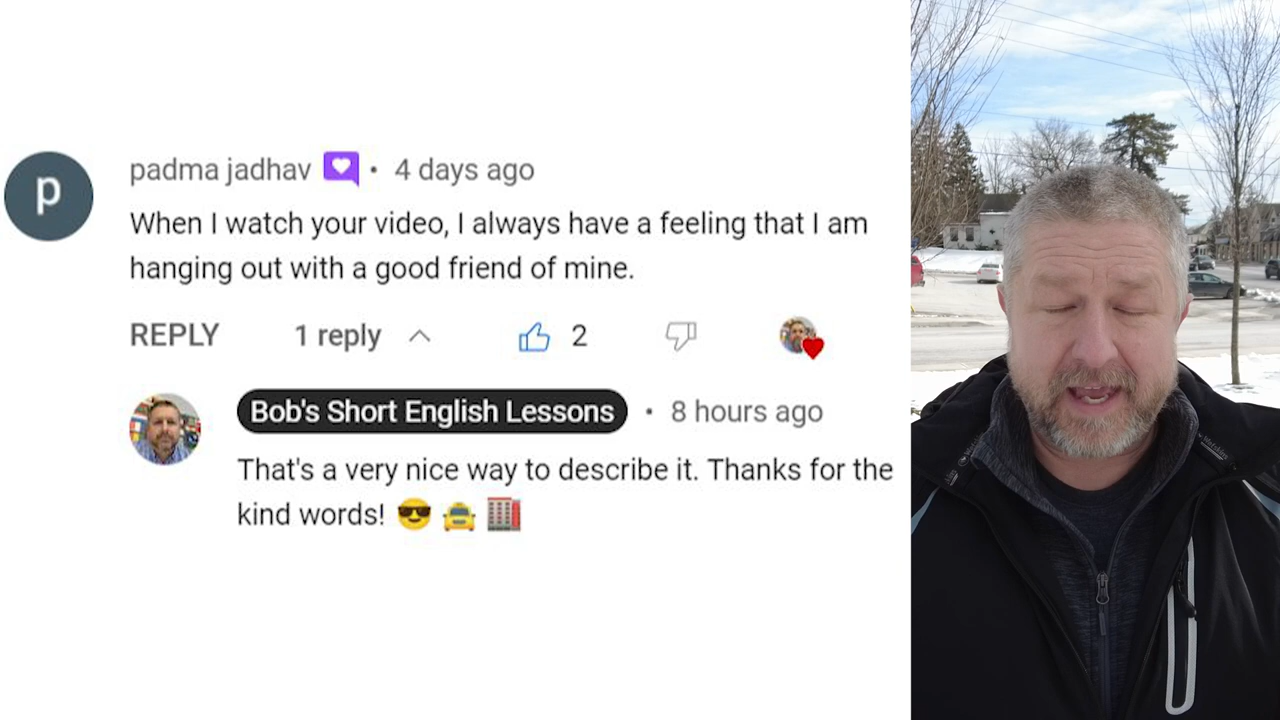 p
padma jadhav • 4 days ago
When I watch your video, I always have a feeling that I am
hanging out with a good friend of mine.
REPLY 1 reply 2
Bob's Short English Lessons • 8 hours ago
That's a very nice way to describe it. Thanks for the
kind words! 😎 🚖 🏢